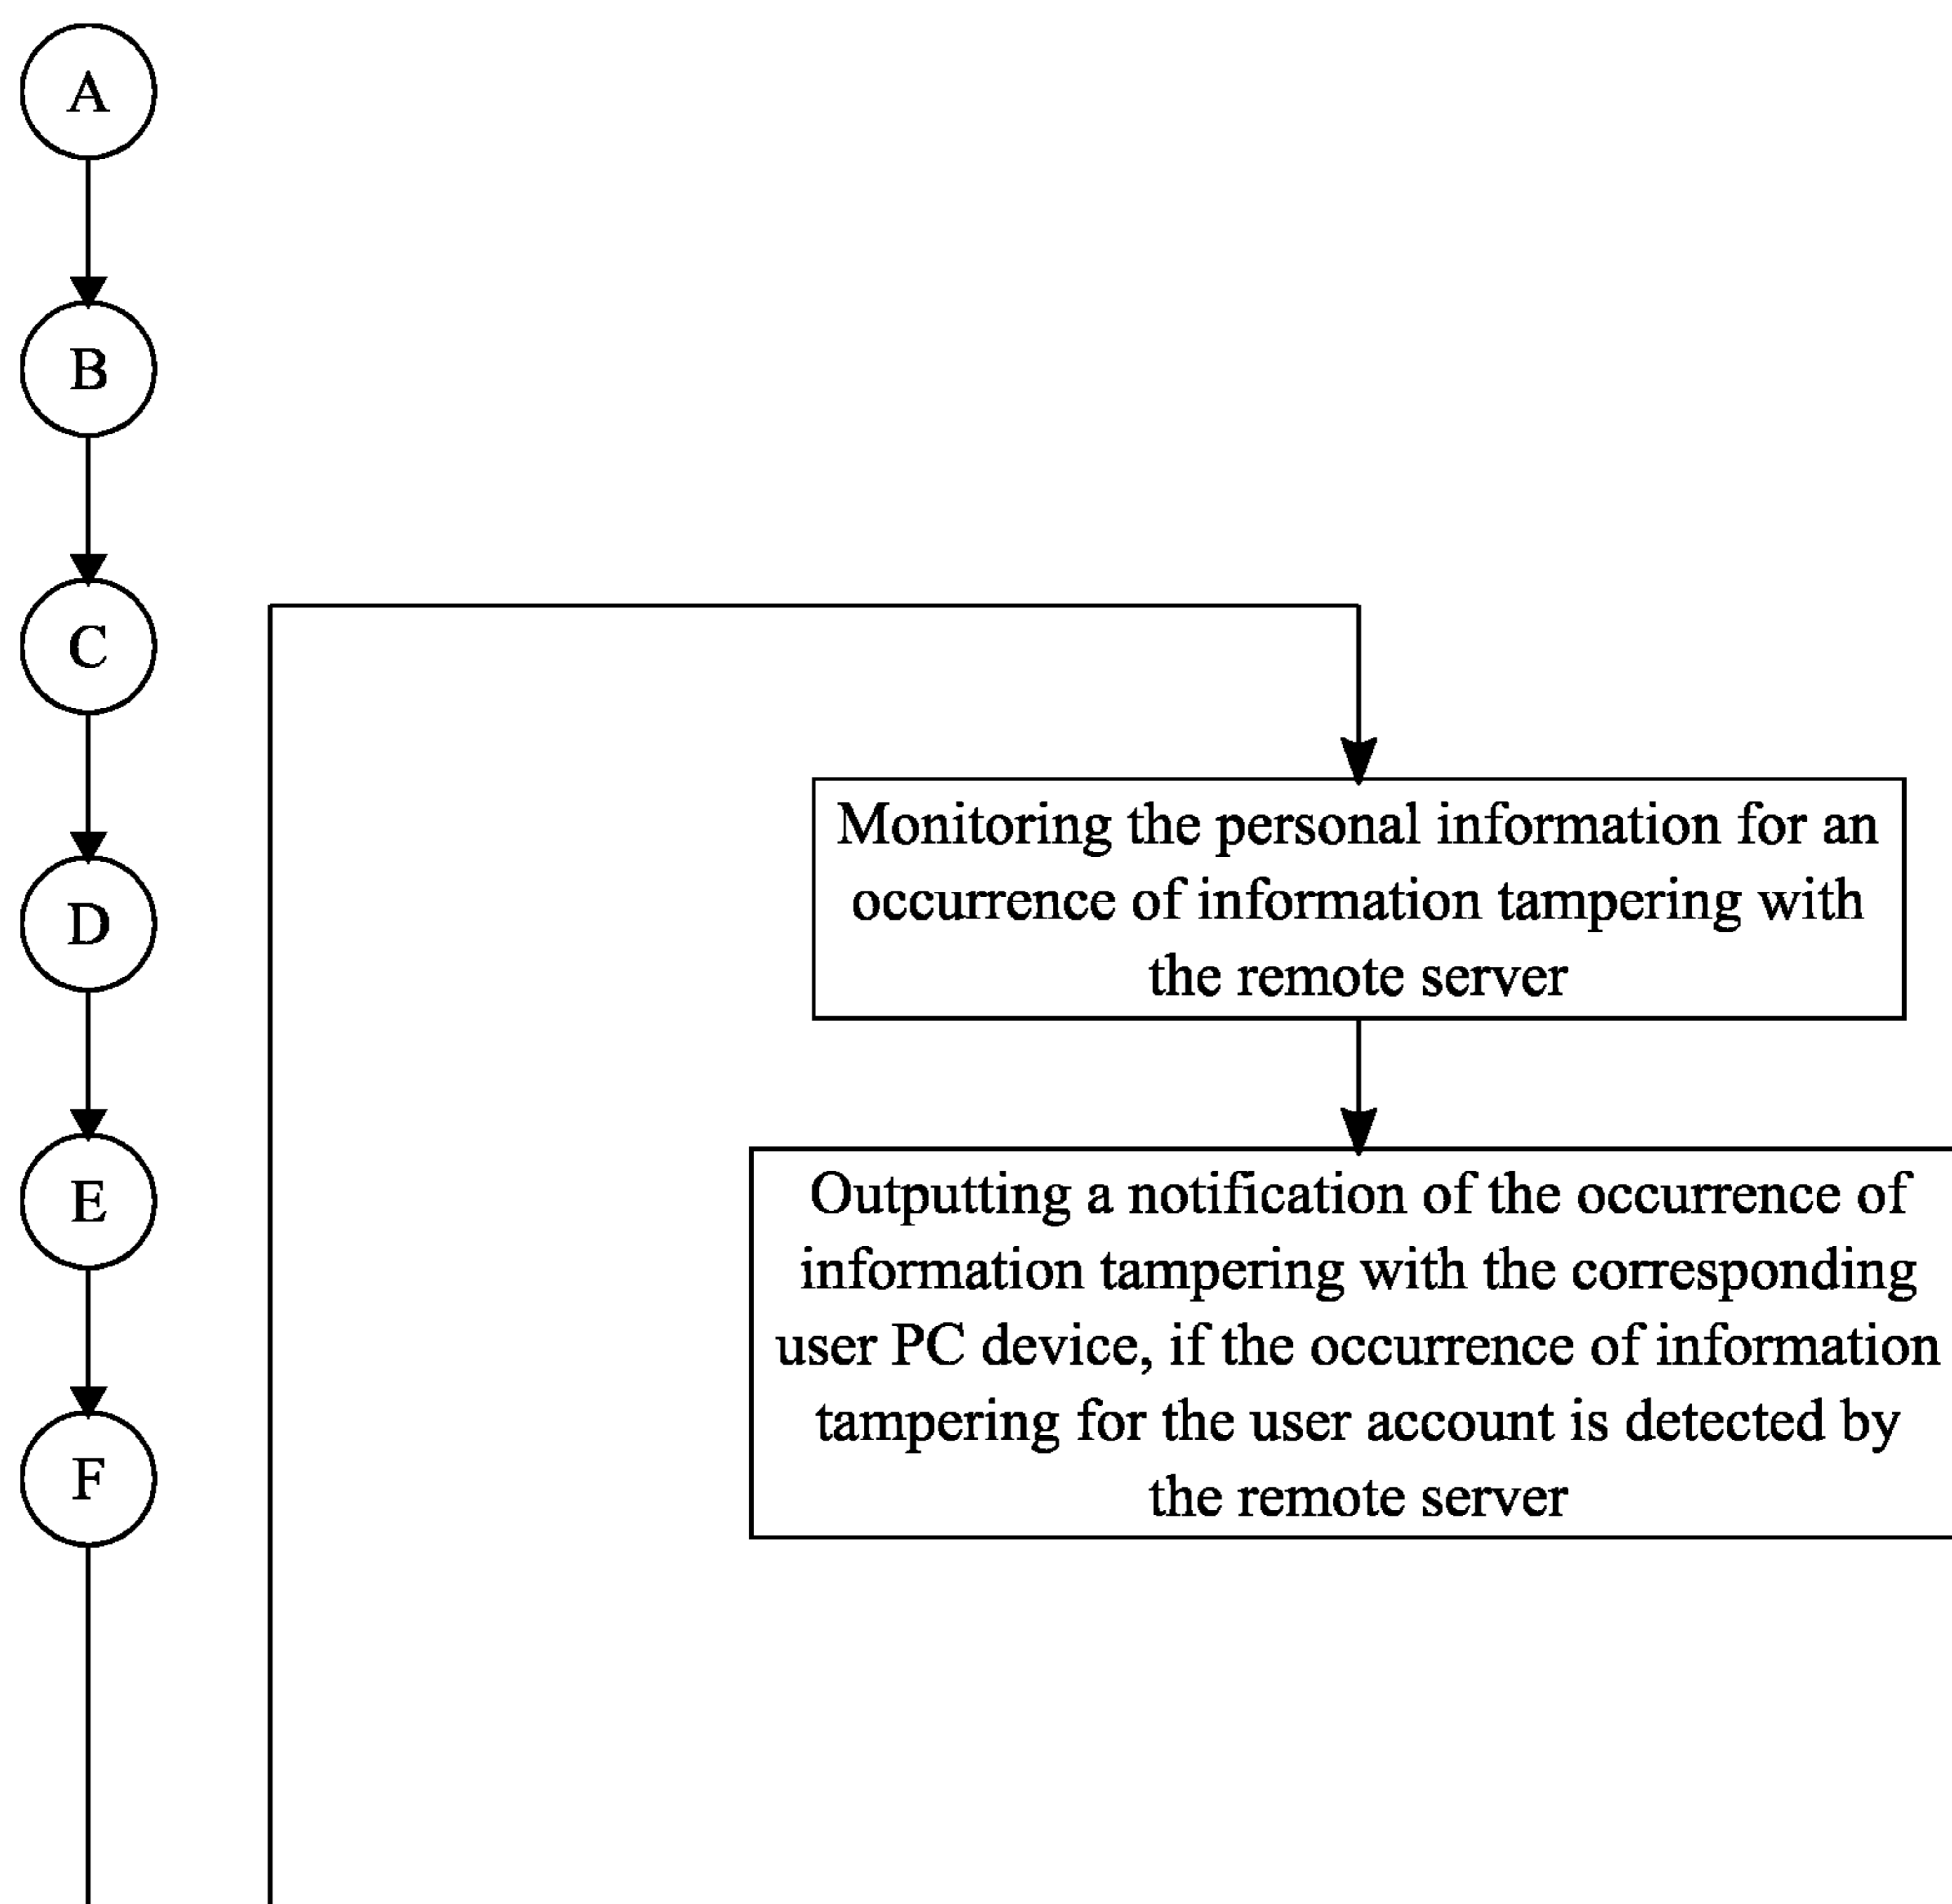 A
B
C
D
E
F
Monitoring the personal information for an
occurrence of information tampering with
the remote server
Outputting a notification of the occurrence of
information tampering with the corresponding
user PC device, if the occurrence of information
tampering for the user account is detected by
the remote server